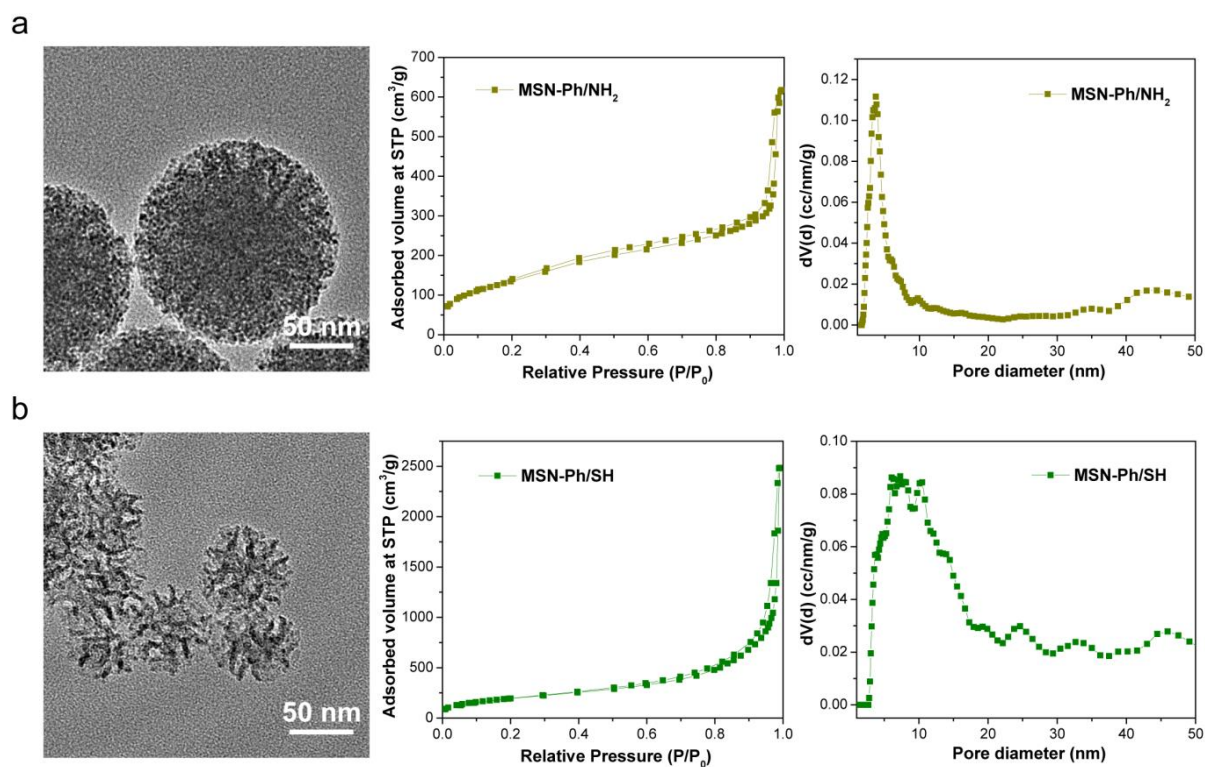 a
50 nm
Adsorbed volume at STP (cm³/g)
700
600
500
400
300
200
100
0
MSN-Ph/NH₂
0.0 0.2 0.4 0.6 0.8 1.0
Relative Pressure (P/P₀)
dV(d) (cc/nm/g)
0.12
0.10
0.08
0.06
0.04
0.02
0.00
MSN-Ph/NH₂
10 20 30 40 50
Pore diameter (nm)
b
50 nm
Adsorbed volume at STP (cm³/g)
2500
2000
1500
1000
500
0
MSN-Ph/SH
0.0 0.2 0.4 0.6 0.8 1.0
Relative Pressure (P/P₀)
dV(d) (cc/nm/g)
0.10
0.08
0.06
0.04
0.02
0.00
MSN-Ph/SH
10 20 30 40 50
Pore diameter (nm)